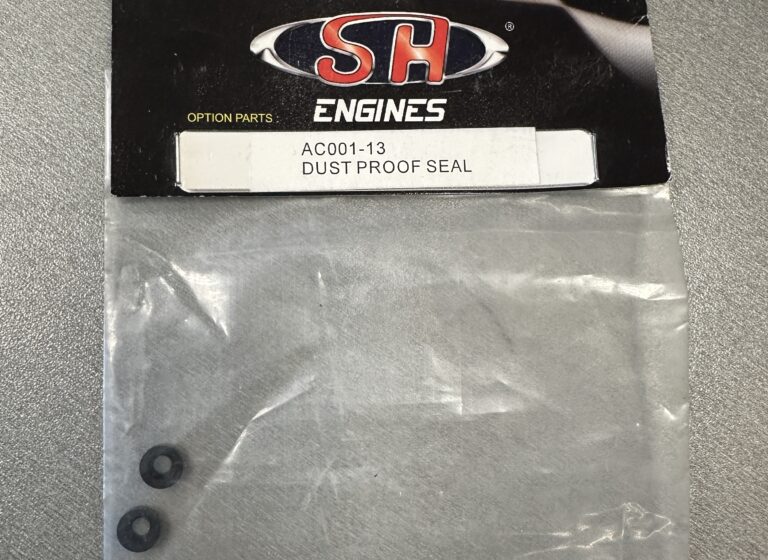 SH ®
ENGINES
OPTION PARTS :
AC001-13
DUST PROOF SEAL